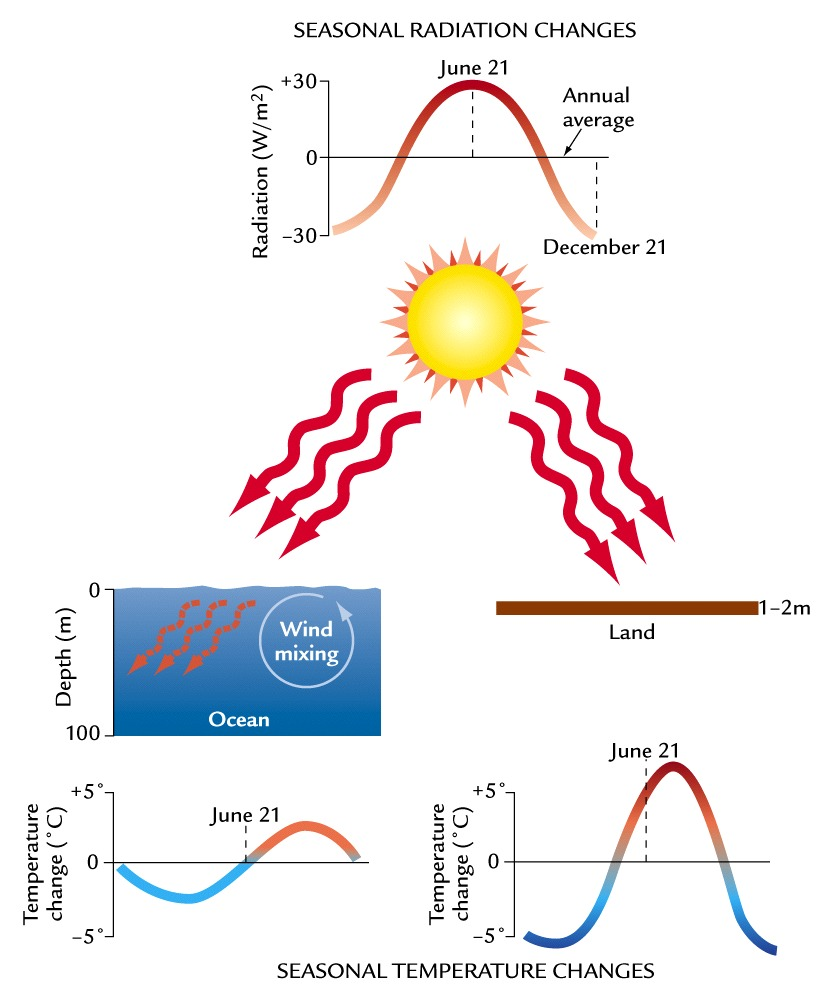 SEASONAL RADIATION CHANGES
June 21
+30
Annual
average
Radiation (W/m²)
0
−30
December 21
0
Wind
mixing
Depth (m)
Ocean
100
1–2m
Land
June 21
+5°
June 21
Temperature
change (°C)
0
−5°
+5°
Temperature
change (°C)
0
−5°
SEASONAL TEMPERATURE CHANGES